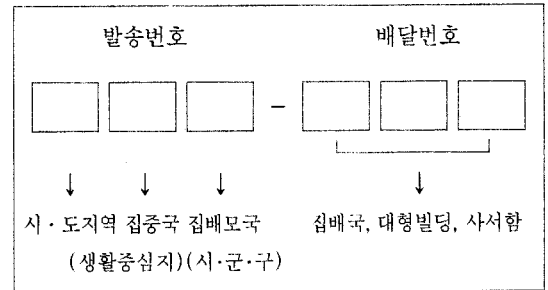 발송번호 배달번호
-
↓ ↓ ↓ ↓
시·도지역 집중국 집배모국 집배국, 대형빌딩, 사서함
(생활중심지)(시·군·구)